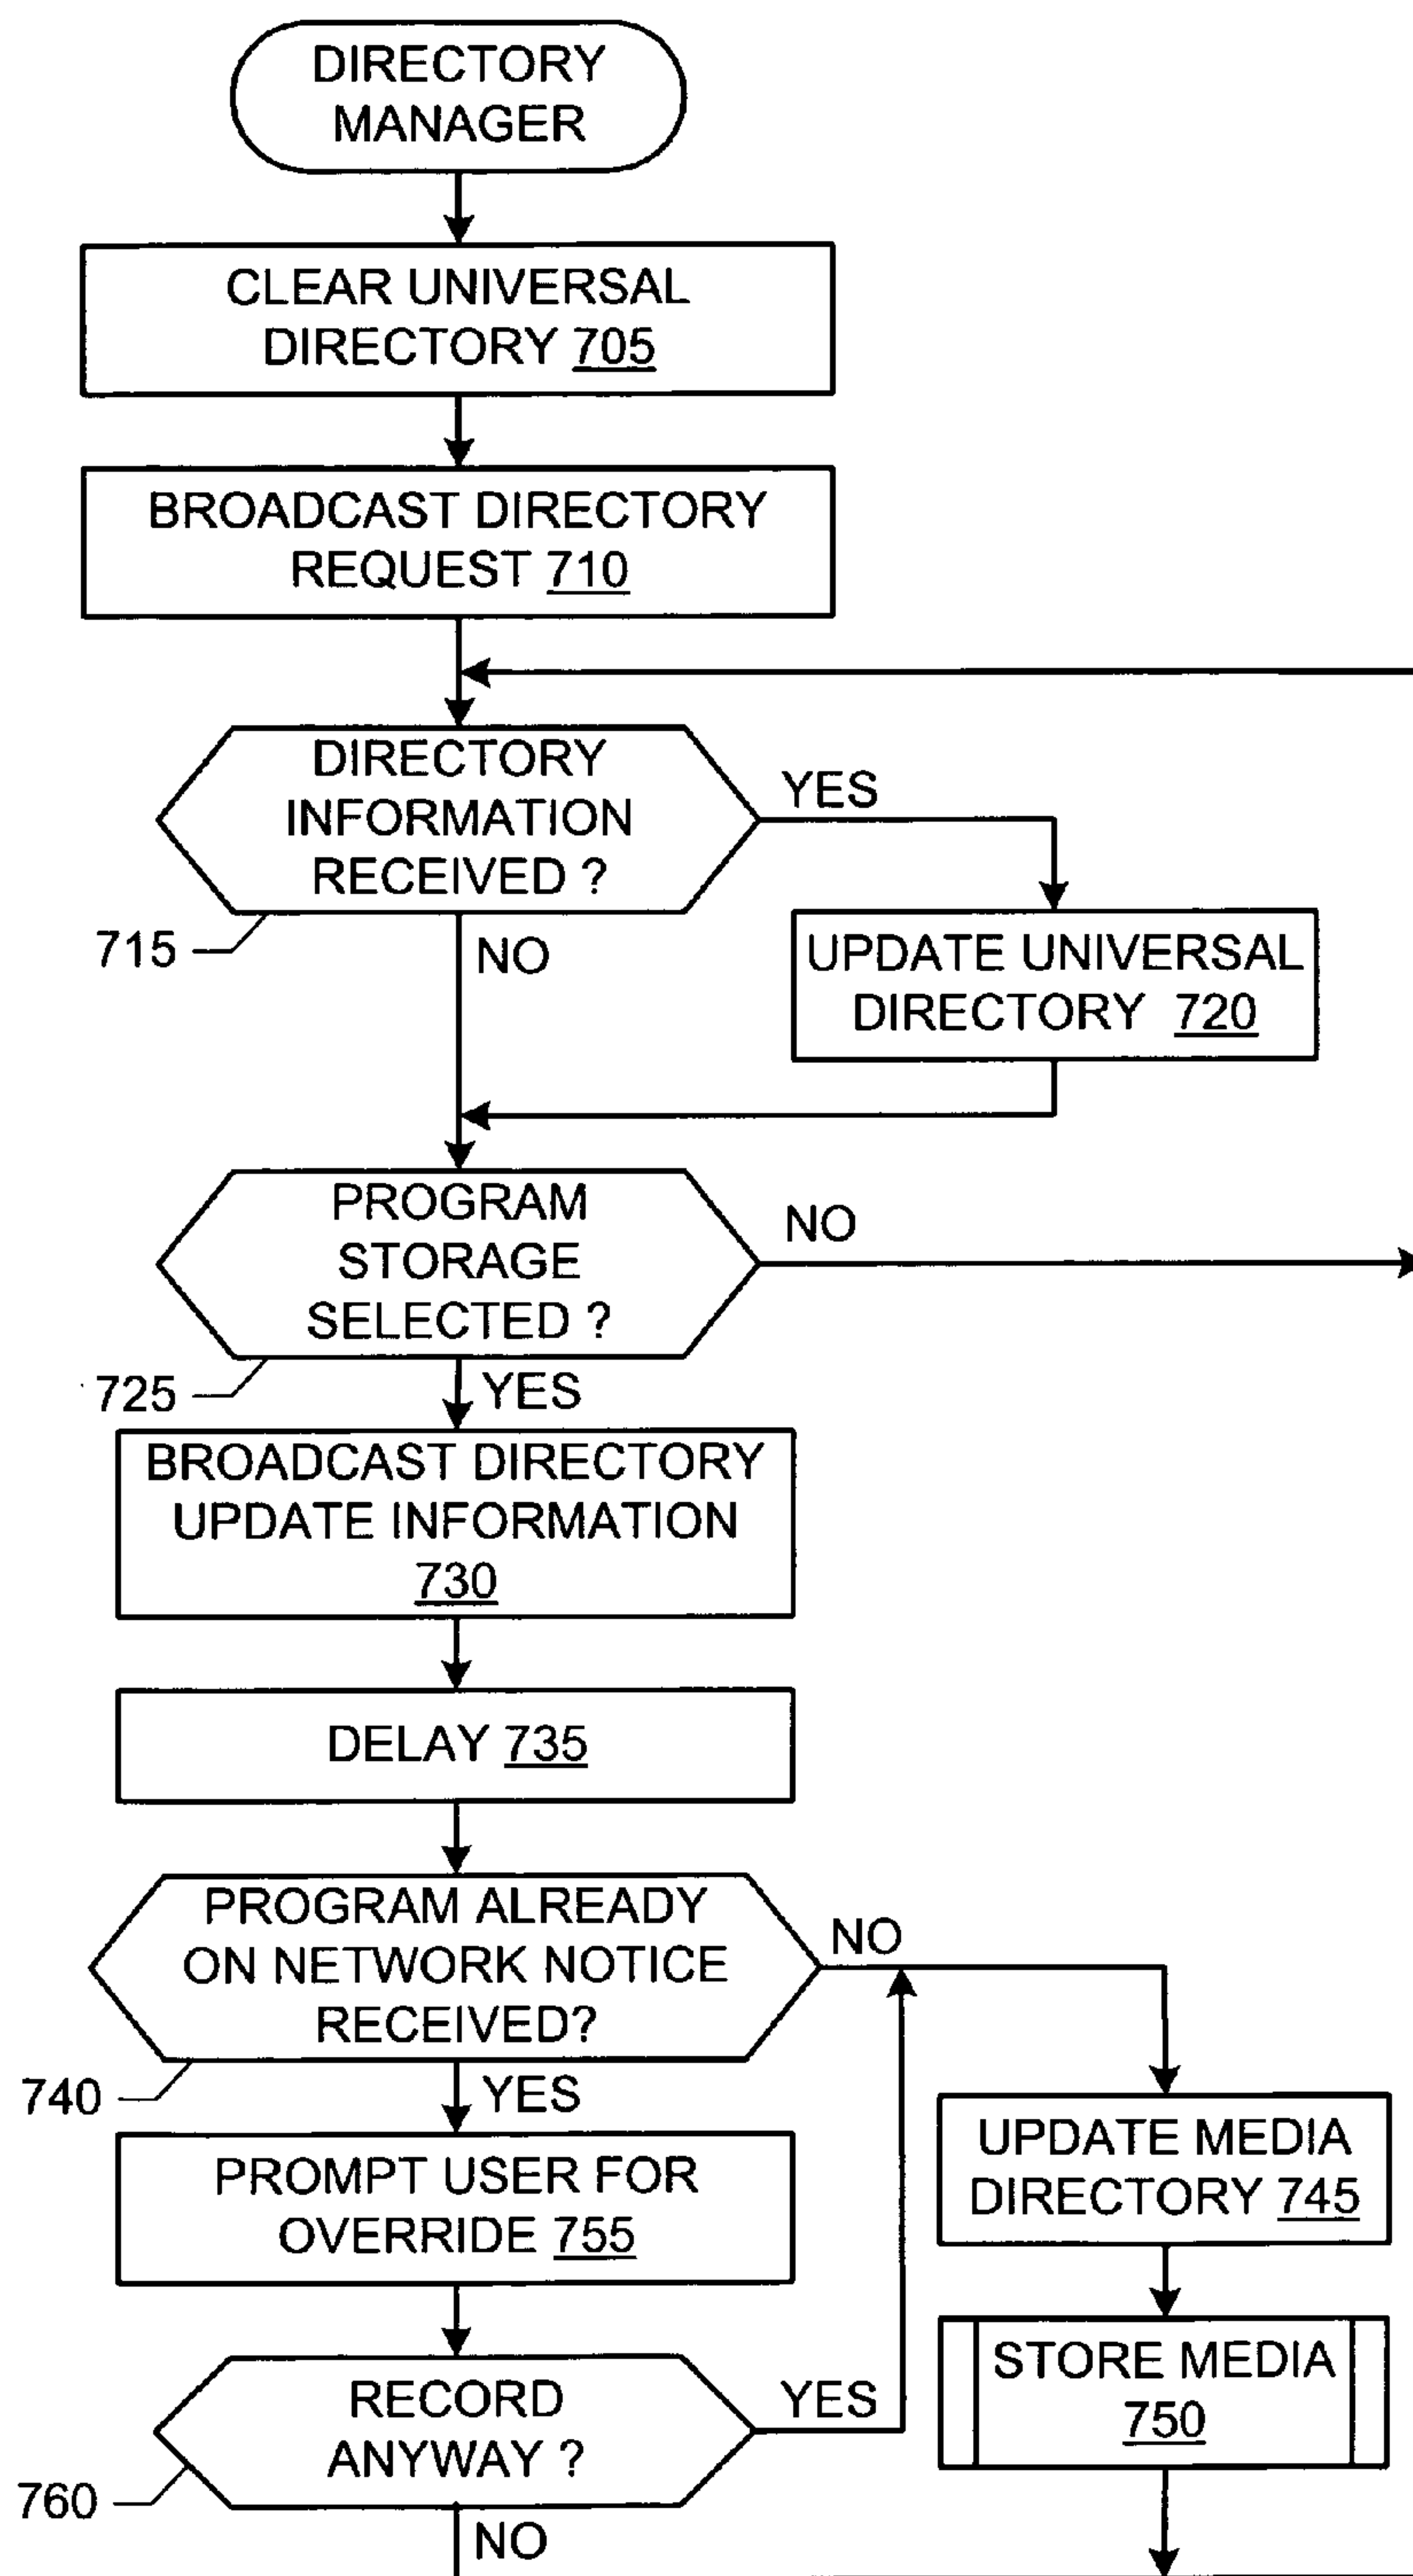 DIRECTORY
MANAGER
CLEAR UNIVERSAL
DIRECTORY 705
BROADCAST DIRECTORY
REQUEST 710
DIRECTORY
INFORMATION
RECEIVED ?
YES
715
NO
UPDATE UNIVERSAL
DIRECTORY 720
PROGRAM
STORAGE
SELECTED ?
NO
725
YES
BROADCAST DIRECTORY
UPDATE INFORMATION
730
DELAY 735
PROGRAM ALREADY
ON NETWORK NOTICE
RECEIVED?
NO
740
YES
UPDATE MEDIA
DIRECTORY 745
PROMPT USER FOR
OVERRIDE 755
STORE MEDIA
750
RECORD
ANYWAY ?
YES
760
NO